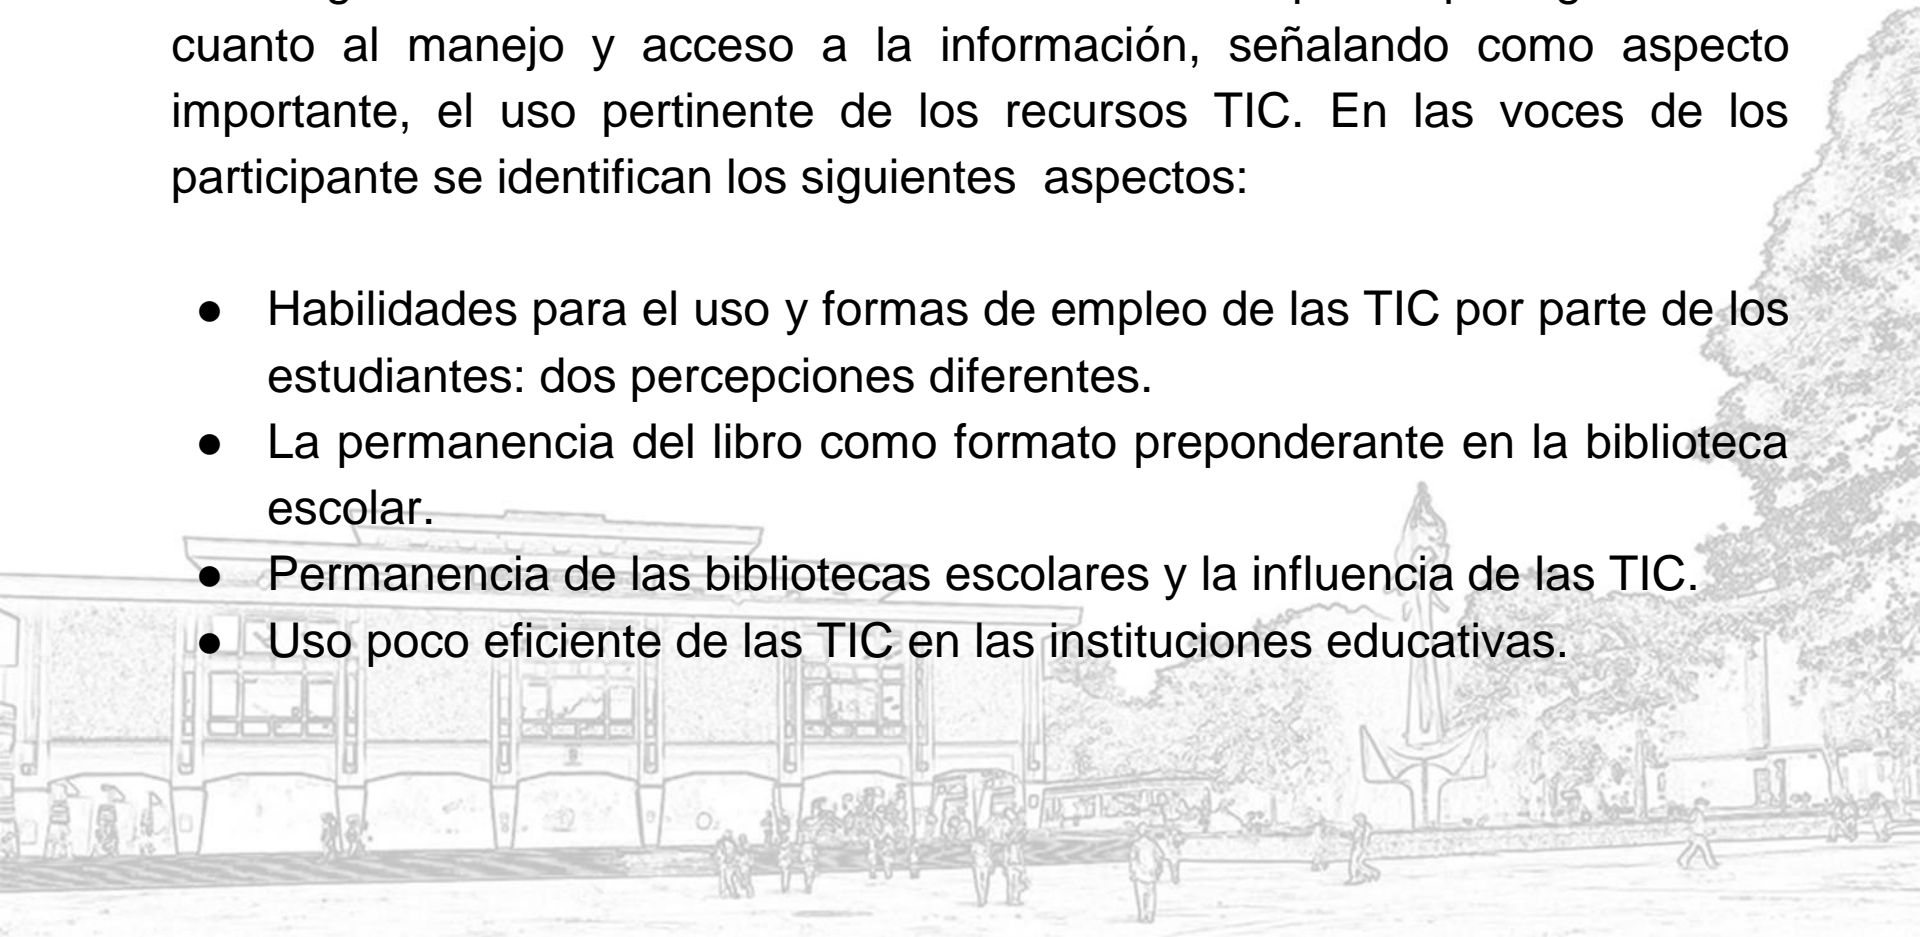 cuanto al manejo y acceso a la información, señalando como aspecto
importante, el uso pertinente de los recursos TIC. En las voces de los
participante se identifican los siguientes  aspectos:
● Habilidades para el uso y formas de empleo de las TIC por parte de los
estudiantes: dos percepciones diferentes.
● La permanencia del libro como formato preponderante en la biblioteca
escolar.
● Permanencia de las bibliotecas escolares y la influencia de las TIC.
● Uso poco eficiente de las TIC en las instituciones educativas.